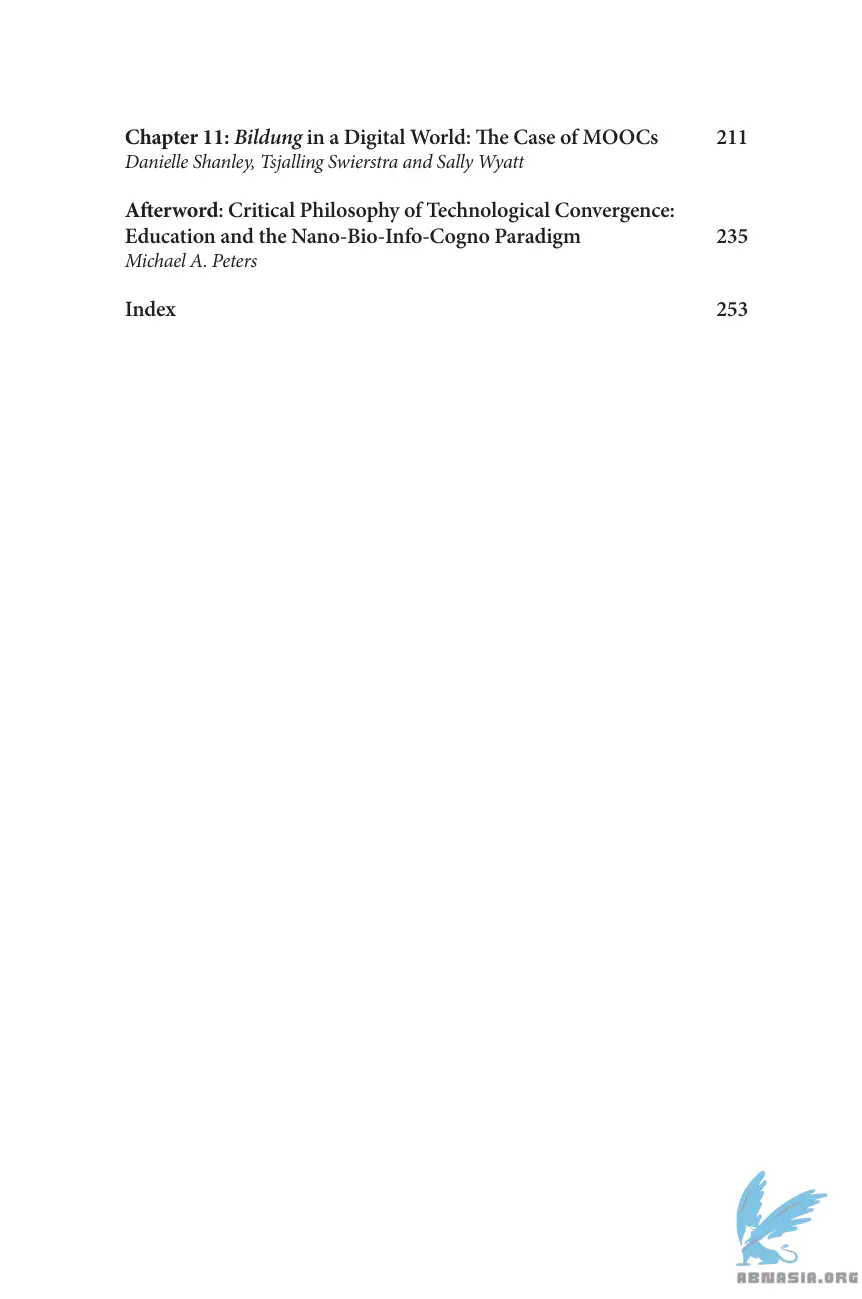 Chapter 11: Bildung in a Digital World: The Case of MOOCs 211
Danielle Shanley, Tsjalling Swierstra and Sally Wyatt
Afterword: Critical Philosophy of Technological Convergence:
Education and the Nano-Bio-Info-Cogno Paradigm 235
Michael A. Peters
Index 253
ABNASIA.ORG